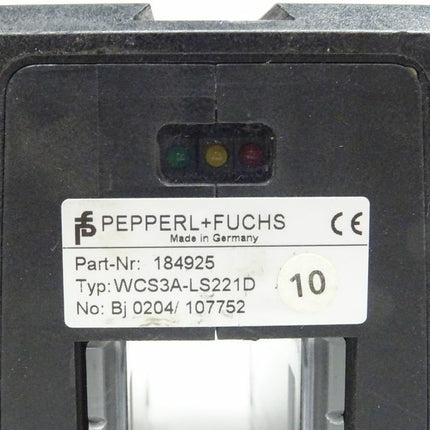 PEPPERL+FUCHS
Made in Germany
CE
Part-Nr: 184925
Typ: WCS3A-LS221D
No: Bj 0204/ 107752
10